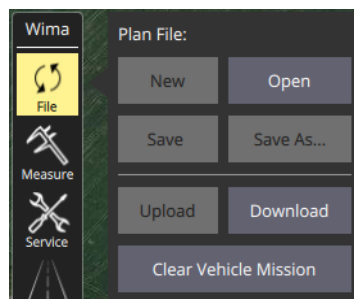 Wima
Plan File:
File
New
Open
Save
Save As...
Measure
Upload
Download
Service
Clear Vehicle Mission